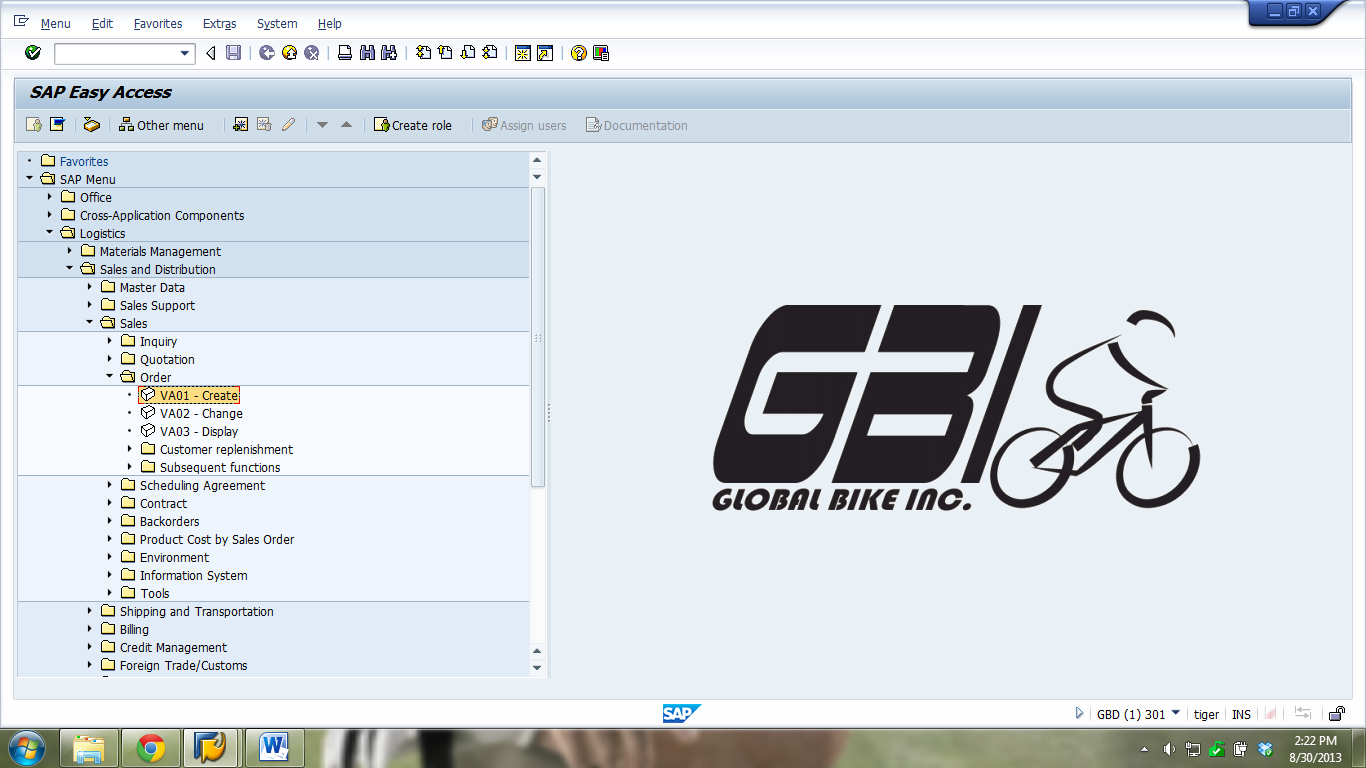 Menu Edit Favorites Extras System Help
SAP Easy Access
Other menu Create role Assign users Documentation
Favorites
SAP Menu
Office
Cross-Application Components
Logistics
Materials Management
Sales and Distribution
Master Data
Sales Support
Sales
Inquiry
Quotation
Order
VA01 - Create
VA02 - Change
VA03 - Display
Customer replenishment
Subsequent functions
Scheduling Agreement
Contract
Backorders
Product Cost by Sales Order
Environment
Information System
Tools
Shipping and Transportation
Billing
Credit Management
Foreign Trade/Customs
GBI
GLOBAL BIKE INC.
SAP
GBD (1) 301 tiger INS
2:22 PM
8/30/2013